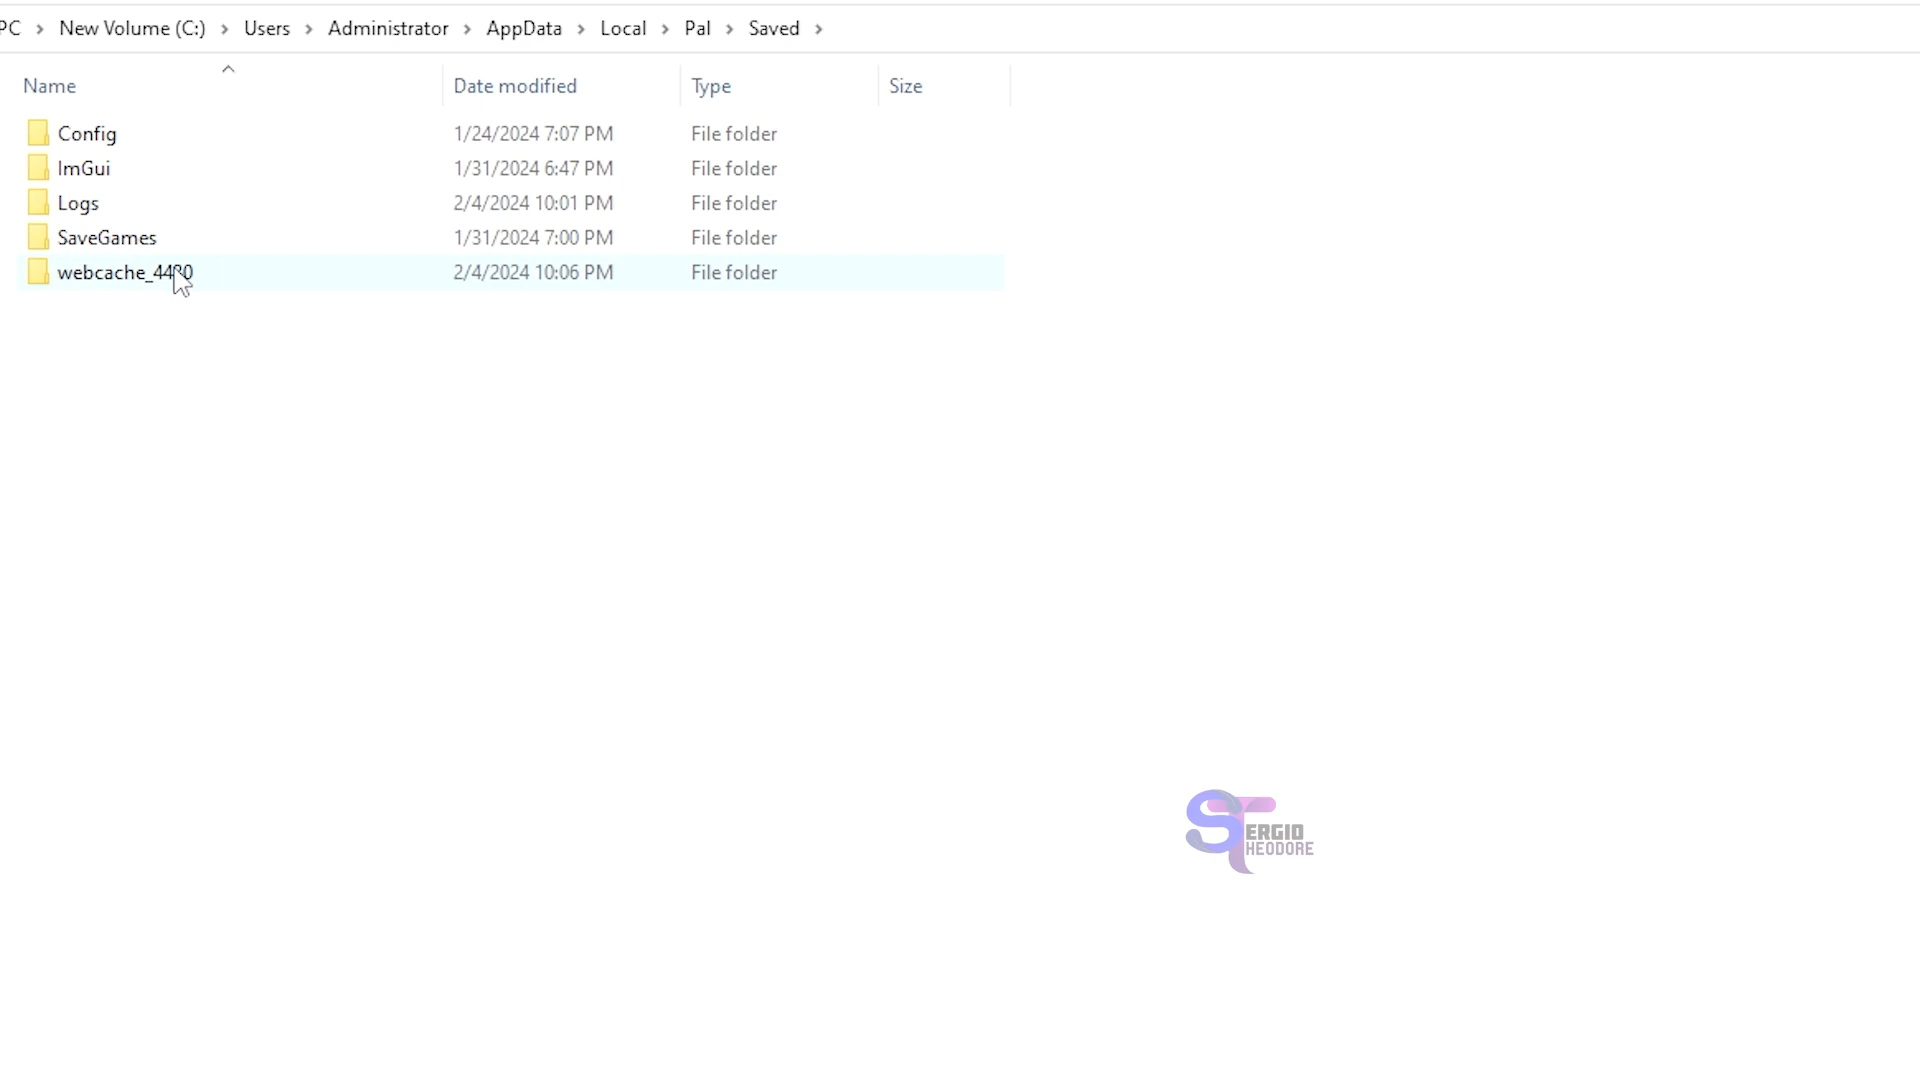 PC > New Volume (C:) > Users > Administrator > AppData > Local > Pal > Saved >
Name Date modified Type Size
Config 1/24/2024 7:07 PM File folder
ImGui 1/31/2024 6:47 PM File folder
Logs 2/4/2024 10:01 PM File folder
SaveGames 1/31/2024 7:00 PM File folder
webcache_4430 2/4/2024 10:06 PM File folder
SERGIO
THEODORE